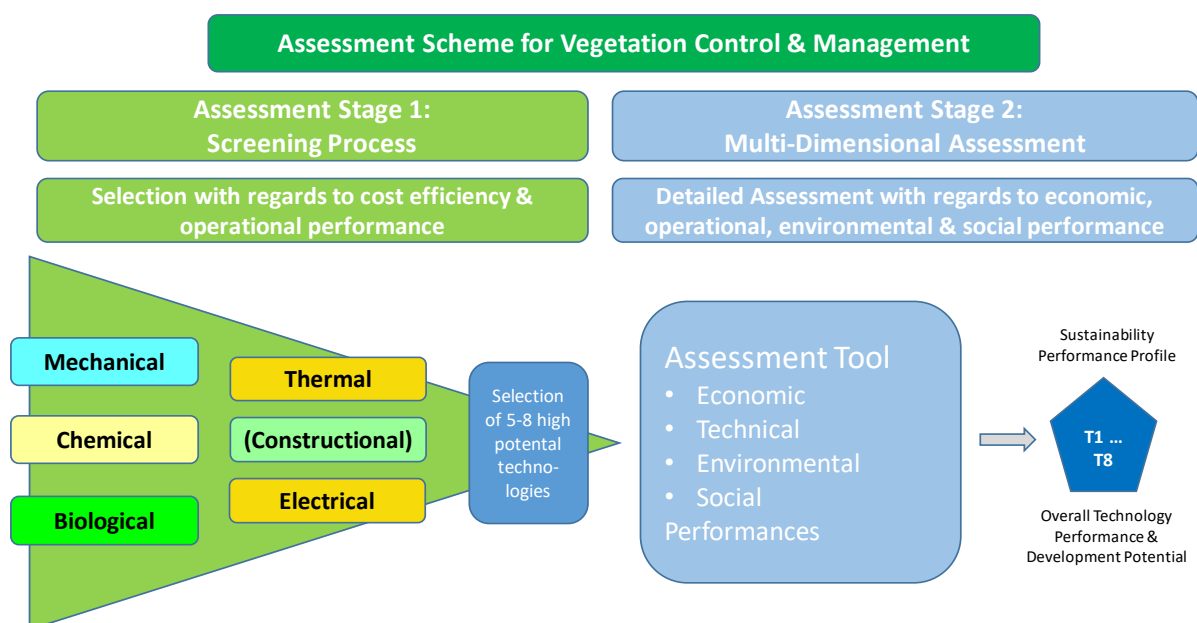 Assessment Scheme for Vegetation Control & Management
Assessment Stage 1:
Screening Process
Assessment Stage 2:
Multi-Dimensional Assessment
Selection with regards to cost efficiency &
operational performance
Detailed Assessment with regards to economic,
operational, environmental & social performance
Mechanical
Chemical
Biological
Thermal
(Constructional)
Electrical
Selection
of 5-8 high
potental
techno-
logies
Assessment Tool
• Economic
• Technical
• Environmental
• Social
Performances
Sustainability
Performance Profile
T1 ...
T8
Overall Technology
Performance &
Development Potential